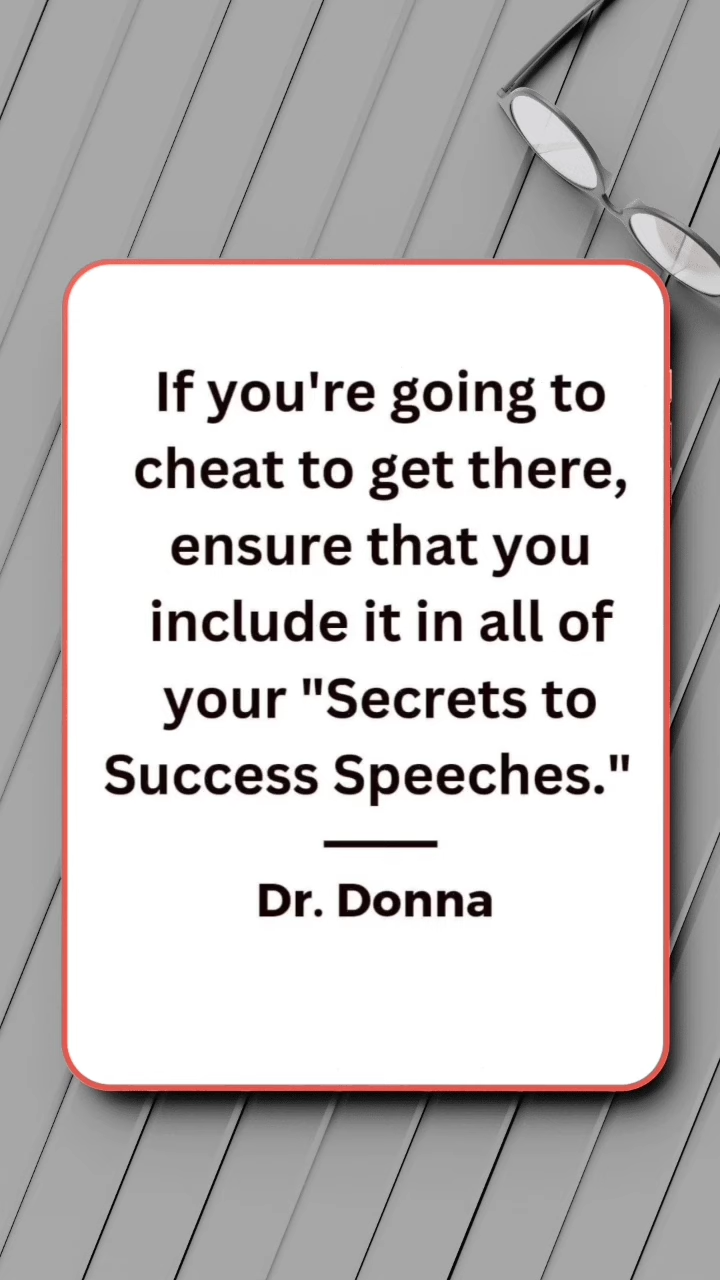 If you're going to
cheat to get there,
ensure that you
include it in all of
your "Secrets to
Success Speeches."
Dr. Donna